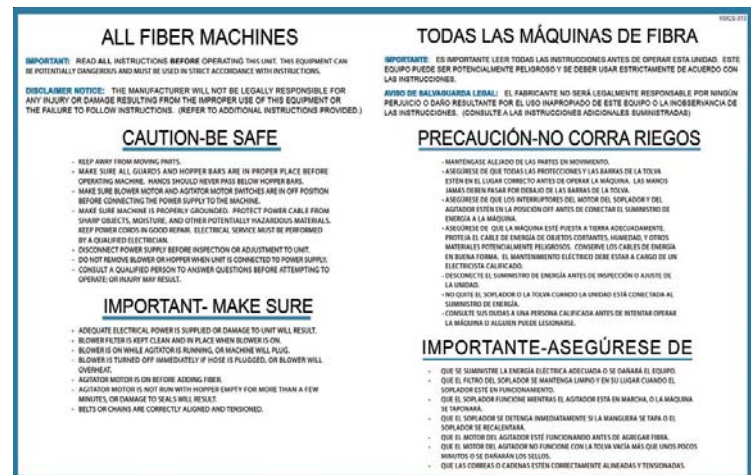 KMCS-013
ALL FIBER MACHINES
IMPORTANT: READ ALL INSTRUCTIONS BEFORE OPERATING THIS UNIT. THIS EQUIPMENT CAN
BE POTENTIALLY DANGEROUS AND MUST BE USED IN STRICT ACCORDANCE WITH INSTRUCTIONS.
DISCLAIMER NOTICE: THE MANUFACTURER WILL NOT BE LEGALLY RESPONSIBLE FOR
ANY INJURY OR DAMAGE RESULTING FROM THE IMPROPER USE OF THIS EQUIPMENT OR
THE FAILURE TO FOLLOW INSTRUCTIONS. (REFER TO ADDITIONAL INSTRUCTIONS PROVIDED.)
CAUTION-BE SAFE
- KEEP AWAY FROM MOVING PARTS.
- MAKE SURE ALL GUARDS AND HOPPER BARS ARE IN PROPER PLACE BEFORE
OPERATING MACHINE. HANDS SHOULD NEVER PASS BELOW HOPPER BARS.
- MAKE SURE BLOWER MOTOR AND AGITATOR MOTOR SWITCHES ARE IN OFF POSITION
BEFORE CONNECTING THE POWER SUPPLY TO THE MACHINE.
- MAKE SURE MACHINE IS PROPERLY GROUNDED. PROTECT POWER CABLE FROM
SHARP OBJECTS, MOISTURE, AND OTHER POTENTIALLY HAZARDOUS MATERIALS.
KEEP POWER CORDS IN GOOD REPAIR. ELECTRICAL SERVICE MUST BE PERFORMED
BY A QUALIFIED ELECTRICIAN.
- DISCONNECT POWER SUPPLY BEFORE INSPECTION OR ADJUSTMENT TO UNIT.
- DO NOT REMOVE BLOWER OR HOPPER WHEN UNIT IS CONNECTED TO POWER SUPPLY.
- CONSULT A QUALIFIED PERSON TO ANSWER QUESTIONS BEFORE ATTEMPTING TO
OPERATE; OR INJURY MAY RESULT.
IMPORTANT- MAKE SURE
- ADEQUATE ELECTRICAL POWER IS SUPPLIED OR DAMAGE TO UNIT WILL RESULT.
- BLOWER FILTER IS KEPT CLEAN AND IN PLACE WHEN BLOWER IS ON.
- BLOWER IS ON WHILE AGITATOR IS RUNNING, OR MACHINE WILL PLUG.
- BLOWER IS TURNED OFF IMMEDIATELY IF HOSE IS PLUGGED, OR BLOWER WILL
OVERHEAT.
- AGITATOR MOTOR IS ON BEFORE ADDING FIBER.
- AGITATOR MOTOR IS NOT RUN WITH HOPPER EMPTY FOR MORE THAN A FEW
MINUTES, OR DAMAGE TO SEALS WILL RESULT.
- BELTS OR CHAINS ARE CORRECTLY ALIGNED AND TENSIONED.
TODAS LAS MÁQUINAS DE FIBRA
IMPORTANTE: ES IMPORTANTE LEER TODAS LAS INSTRUCCIONES ANTES DE OPERAR ESTA UNIDAD. ESTE
EQUIPO PUEDE SER POTENCIALMENTE PELIGROSO Y SE DEBER USAR ESTRICTAMENTE DE ACUERDO CON
LAS INSTRUCCIONES.
AVISO DE SALVAGUARDA LEGAL: EL FABRICANTE NO SERÁ LEGALMENTE RESPONSABLE POR NINGÚN
PERJUICIO O DAÑO RESULTANTE POR EL USO INAPROPIADO DE ESTE EQUIPO O LA INOBSERVANCIA DE
LAS INSTRUCCIONES. (CONSULTE A LAS INSTRUCCIONES ADICIONALES SUMINISTRADAS)
PRECAUCIÓN-NO CORRA RIEGOS
- MANTÉNGASE ALEJADO DE LAS PARTES EN MOVIMIENTO.
- ASEGÚRESE DE QUE TODAS LAS PROTECCIONES Y LAS BARRAS DE LA TOLVA
ESTÉN EN EL LUGAR CORRECTO ANTES DE OPERAR LA MÁQUINA. LAS MANOS
JAMÁS DEBEN PASAR POR DEBAJO DE LAS BARRAS DE LA TOLVA.
- ASEGÚRESE DE QUE LOS INTERRUPTORES DEL MOTOR DEL SOPLADOR Y DEL
AGITADOR ESTÉN EN LA POSICIÓN OFF ANTES DE CONECTAR EL SUMINISTRO DE
ENERGÍA A LA MÁQUINA.
- ASEGÚRESE DE QUE LA MÁQUINA ESTÉ PUESTA A TIERRA ADECUADAMENTE.
PROTEJA EL CABLE DE ENERGÍA DE OBJETOS CORTANTES, HUMEDAD, Y OTROS
MATERIALES POTENCIALMENTE PELIGROSOS. CONSERVE LOS CABLES DE ENERGÍA
EN BUENA FORMA. EL MANTENIMIENTO ELÉCTRICO DEBE ESTAR A CARGO DE UN
ELECTRICISTA CALIFICADO.
- DESCONECTE EL SUMINISTRO DE ENERGÍA ANTES DE INSPECCIÓN O AJUSTE DE
LA UNIDAD.
- NO QUITE EL SOPLADOR O LA TOLVA CUANDO LA UNIDAD ESTÁ CONECTADA AL
SUMINISTRO DE ENERGÍA.
- CONSULTE SUS DUDAS A UNA PERSONA CALIFICADA ANTES DE INTENTAR OPERAR
LA MÁQUINA O ALGUIEN PUEDE LESIONARSE.
IMPORTANTE-ASEGÚRESE DE
- QUE SE SUMINISTRE LA ENERGÍA ELÉCTRICA ADECUADA O SE DAÑARÁ EL EQUIPO.
- QUE EL FILTRO DEL SOPLADOR SE MANTENGA LIMPIO Y EN SU LUGAR CUANDO EL
SOPLADOR ESTÉ EN FUNCIONAMIENTO.
- QUE EL SOPLADOR FUNCIONE MIENTRAS EL AGITADOR ESTÁ EN MARCHA, O LA MÁQUINA
SE TAPONARÁ.
- QUE EL SOPLADOR SE DETENGA INMEDIATAMENTE SI LA MANGUERA SE TAPA O EL
SOPLADOR SE RECALENTARÁ.
- QUE EL MOTOR DEL AGITADOR ESTÉ FUNCIONANDO ANTES DE AGREGAR FIBRA.
- QUE EL MOTOR DEL AGITADOR NO FUNCIONE CON LA TOLVA VACÍA MÁS QUE UNOS POCOS
MINUTOS O SE DAÑARÁN LOS SELLOS.
- QUE LAS CORREAS O CADENAS ESTÉN CORRECTAMENTE ALINEADAS Y TENSIONADAS.